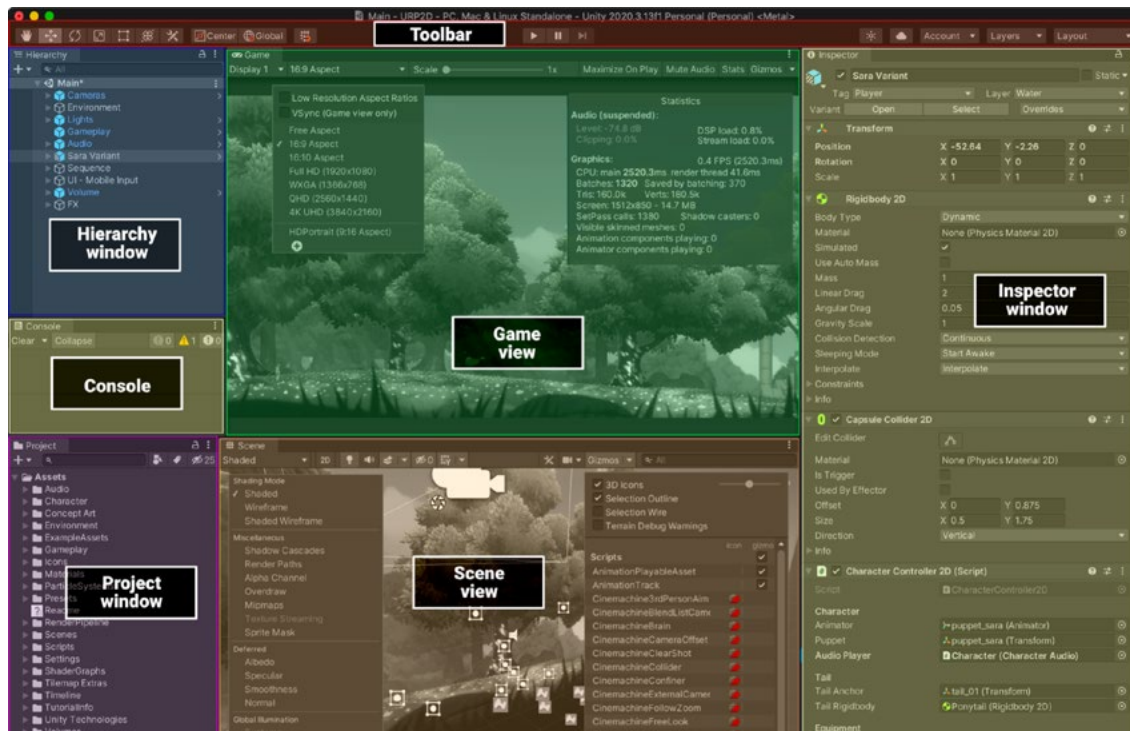 Main - URP2D - PC, Mac & Linux Standalone - Unity 2020.3.13f1 Personal (Personal) <Metal>
Center Global
Toolbar
Account Layers Layout
Hierarchy
All
Main*
Cameras
Environment
Lights
Gameplay
Audio
Sara Variant
Sequence
UI - Mobile Input
Volume
FX
Hierarchy
window
Console
Clear Collapse 0 1 0
Console
Game
Display 1 16:9 Aspect Scale 1x Maximize On Play Mute Audio Stats Gizmos
Low Resolution Aspect Ratios
VSync (Game view only)
Free Aspect
16:9 Aspect
16:10 Aspect
Full HD (1920x1080)
WXGA (1366x768)
QHD (2560x1440)
4K UHD (3840x2160)
HDPortrait (9:16 Aspect)
Statistics
Audio (suspended):
Level: -74.8 dB DSP load: 0.8%
Clipping: 0.0% Stream load: 0.0%
Graphics: 0.4 FPS (2520.3ms)
CPU: main 2520.3ms render thread 41.6ms
Batches: 1320 Saved by batching: 370
Tris: 160.0k Verts: 180.5k
Screen: 1512x850 - 14.7 MB
SetPass calls: 1380 Shadow casters: 0
Visible skinned meshes: 0
Animation components playing: 0
Animator components playing: 0
Game
view
Project
25
Assets
Audio
Character
Concept Art
Environment
ExampleAssets
Gameplay
Icons
Materials
Presets
Readme
RenderPipeline
Scenes
Scripts
Settings
ShaderGraphs
Tilemap Extras
Timeline
TutorialInfo
Unity Technologies
Project
window
Scene
Shaded 2D 0 Gizmos All
Shading Mode
Shaded
Wireframe
Shaded Wireframe
Miscellaneous
Shadow Cascades
Render Paths
Alpha Channel
Overdraw
Mipmaps
Texture Streaming
Sprite Mask
Deferred
Albedo
Specular
Smoothness
Normal
Global Illumination
Scene
view
3D Icons
Selection Outline
Selection Wire
Terrain Debug Warnings
icon gizmo
Scripts
AnimationPlayableAsset
AnimationTrack
Cinemachine3rdPersonAim
CinemachineBlendListCame
CinemachineBrain
CinemachineCameraOffset
CinemachineClearShot
CinemachineCollider
CinemachineConfiner
CinemachineExternalCamer
CinemachineFollowZoom
CinemachineFreeLook
Inspector
Sara Variant Static
Tag Player Layer Water
Variant Open Select Overrides
Transform
Position X -52.64 Y -2.26 Z 0
Rotation X 0 Y 0 Z 0
Scale X 1 Y 1 Z 1
Rigidbody 2D
Body Type Dynamic
Material None (Physics Material 2D)
Simulated
Use Auto Mass
Mass 1
Linear Drag 2
Angular Drag 0.05
Gravity Scale 1
Collision Detection Continuous
Sleeping Mode Start Awake
Interpolate Interpolate
Constraints
Info
Inspector
window
Capsule Collider 2D
Edit Collider
Material None (Physics Material 2D)
Is Trigger
Used By Effector
Offset X 0 Y 0.875
Size X 0.5 Y 1.75
Direction Vertical
Info
Character Controller 2D (Script)
Script CharacterController2D
Character
Animator puppet_sara (Animator)
Puppet puppet_sara (Transform)
Audio Player Character (Character Audio)
Tail
Tail Anchor tail_01 (Transform)
Tail Rigidbody Ponytail (Rigidbody 2D)
Equipment